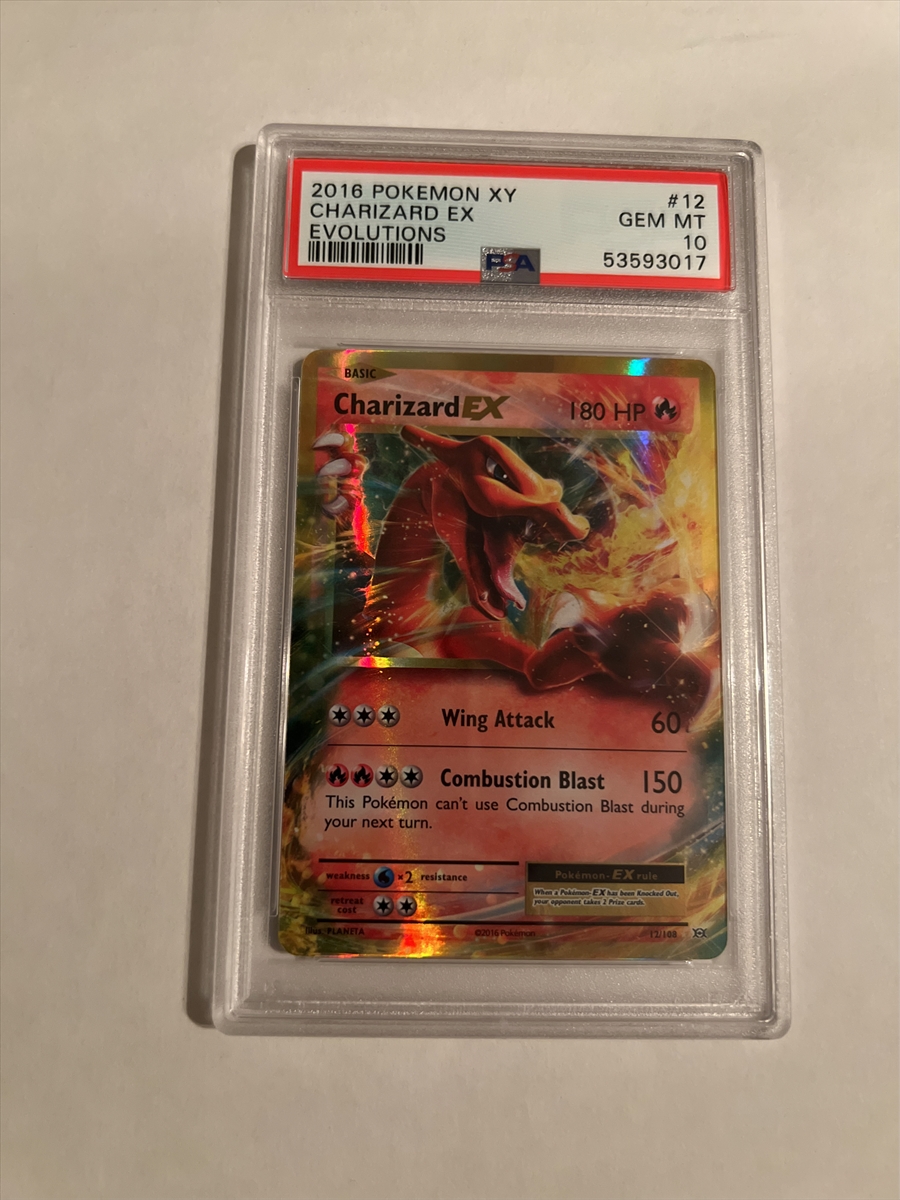 2016 POKEMON XY #12
CHARIZARD EX GEM MT
EVOLUTIONS 10
53593017
PSA
BASIC
Charizard EX 180 HP
Wing Attack 60
Combustion Blast 150
This Pokémon can't use Combustion Blast during
your next turn.
weakness ×2 resistance
Pokémon-EX rule
When a Pokémon-EX has been Knocked Out,
your opponent takes 2 Prize cards.
retreat
cost
Illus. PLANETA ©2016 Pokémon 12/108